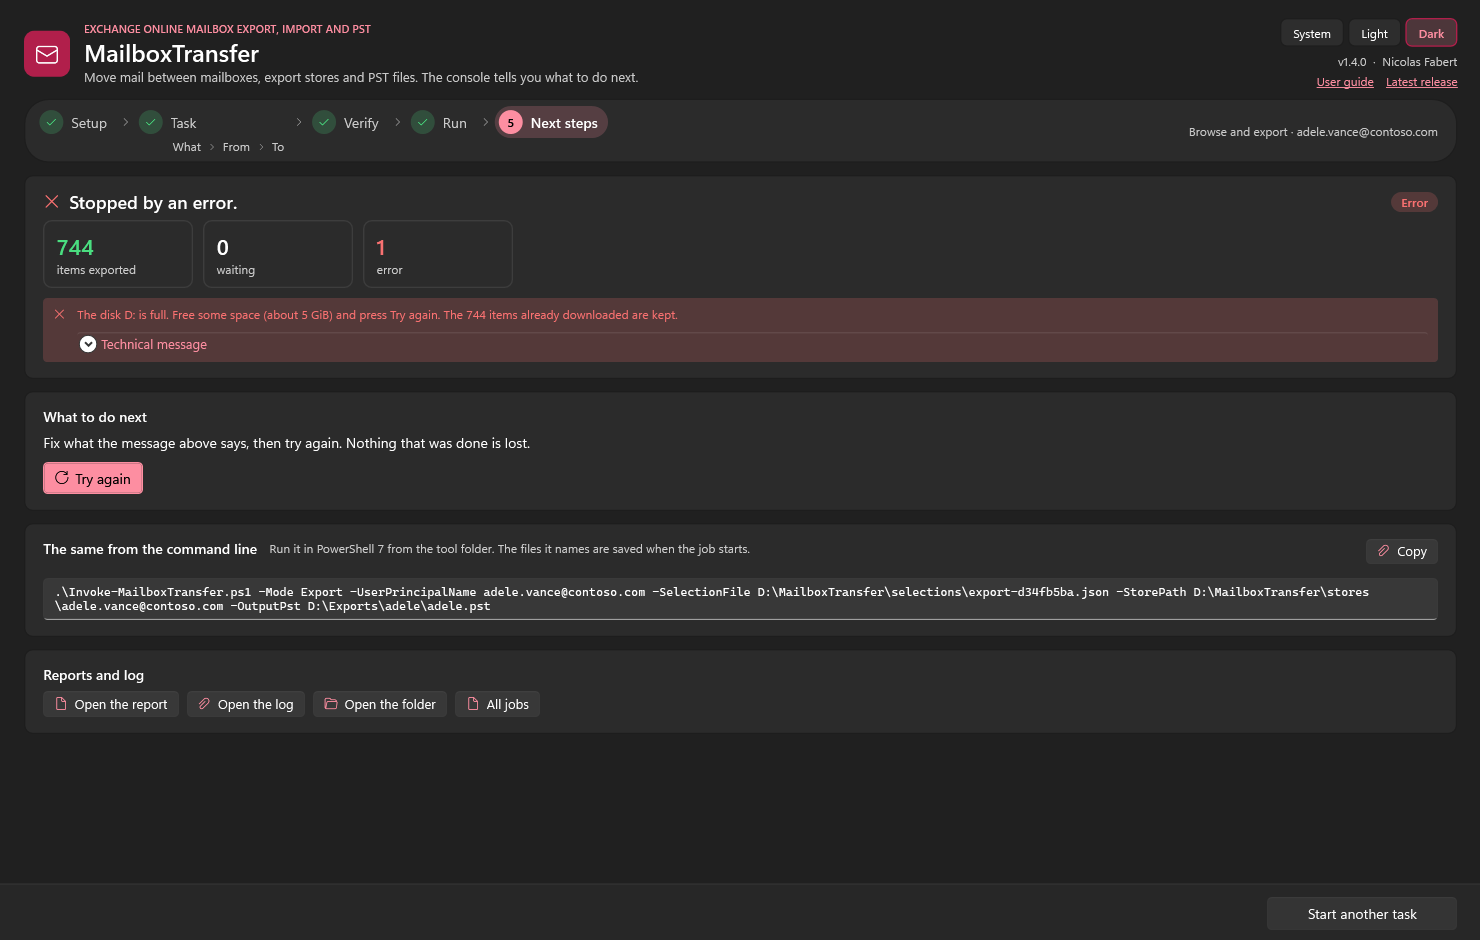 EXCHANGE ONLINE MAILBOX EXPORT, IMPORT AND PST
MailboxTransfer
Move mail between mailboxes, export stores and PST files. The console tells you what to do next.
System
Light
Dark
v1.4.0 · Nicolas Fabert
User guide
Latest release
Setup
Task
Verify
Run
5
Next steps
What
From
To
Browse and export · adele.vance@contoso.com
Stopped by an error.
Error
744
items exported
0
waiting
1
error
The disk D: is full. Free some space (about 5 GiB) and press Try again. The 744 items already downloaded are kept.
Technical message
What to do next
Fix what the message above says, then try again. Nothing that was done is lost.
Try again
The same from the command line
Run it in PowerShell 7 from the tool folder. The files it names are saved when the job starts.
Copy
.\Invoke-MailboxTransfer.ps1 -Mode Export -UserPrincipalName adele.vance@contoso.com -SelectionFile D:\MailboxTransfer\selections\export-d34fb5ba.json -StorePath D:\MailboxTransfer\stores
\adele.vance@contoso.com -OutputPst D:\Exports\adele\adele.pst
Reports and log
Open the report
Open the log
Open the folder
All jobs
Start another task